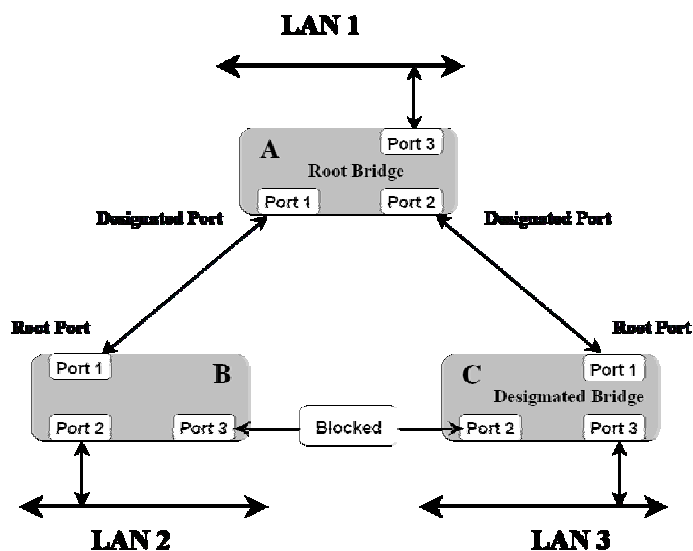 LAN 1
A
Port 3
Root Bridge
Port 1
Port 2
Designated Port
Designated Port
Root Port
Root Port
Port 1
B
C
Port 1
Desigmated Bridge
Port 2
Port 3
Blocked
Port 2
Port 3
LAN 2
LAN 3